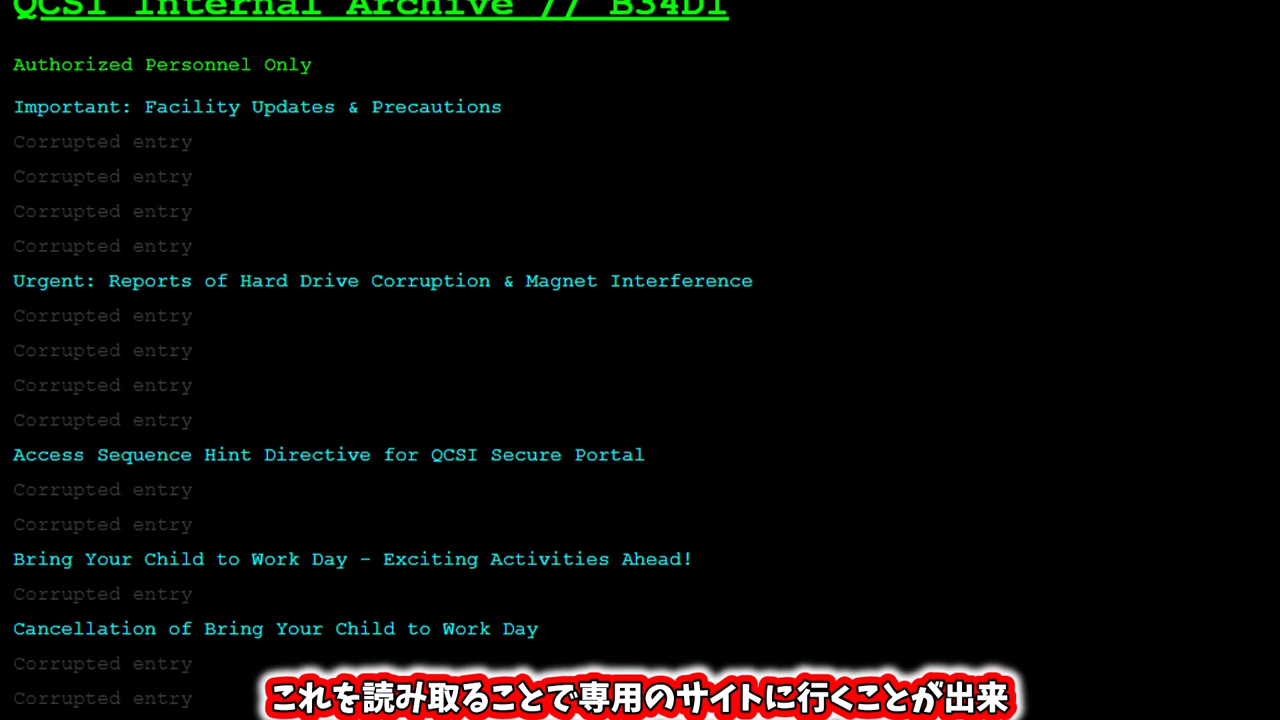 QCSI Internal Archive // B34D1
Authorized Personnel Only
Important: Facility Updates & Precautions
Corrupted entry
Corrupted entry
Corrupted entry
Corrupted entry
Urgent: Reports of Hard Drive Corruption & Magnet Interference
Corrupted entry
Corrupted entry
Corrupted entry
Corrupted entry
Access Sequence Hint Directive for QCSI Secure Portal
Corrupted entry
Corrupted entry
Bring Your Child to Work Day – Exciting Activities Ahead!
Corrupted entry
Cancellation of Bring Your Child to Work Day
Corrupted entry
Corrupted entry
これを読み取ることで専用のサイトに行くことが出来